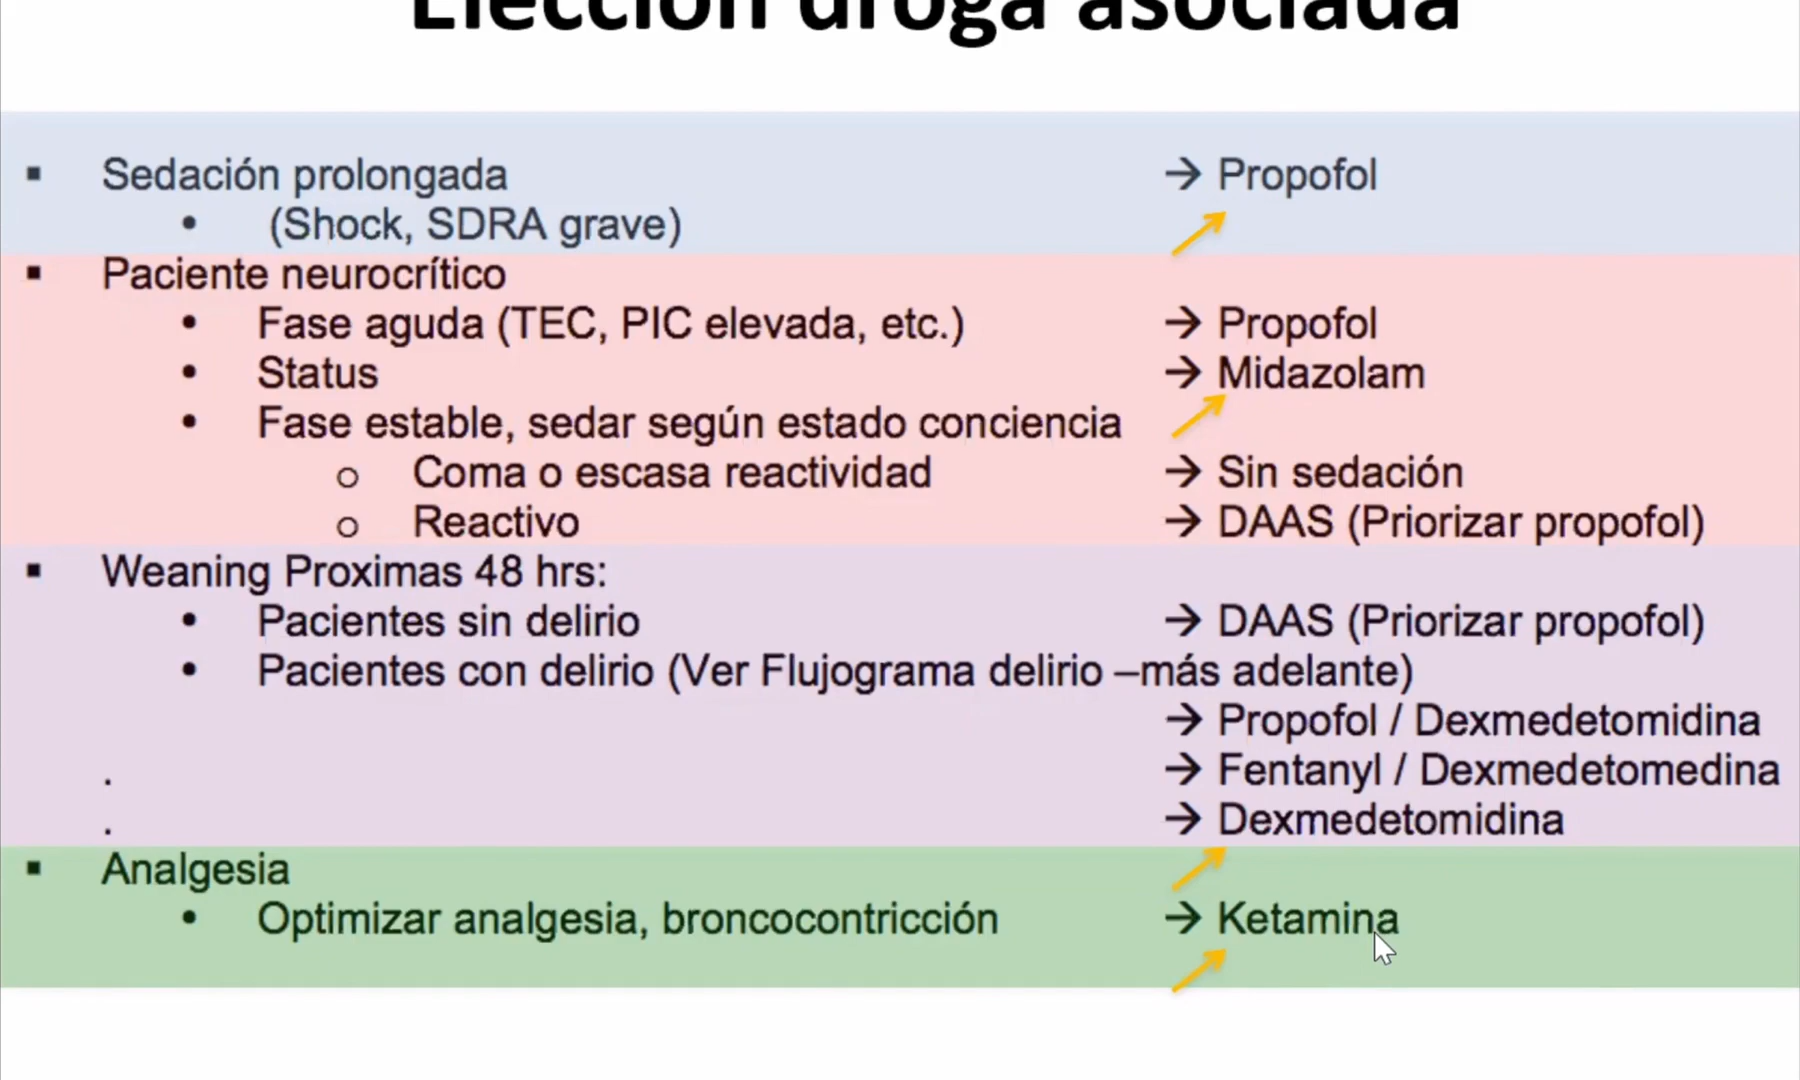 Elección droga asociada
▪ Sedación prolongada → Propofol
• (Shock, SDRA grave)
▪ Paciente neurocrítico
• Fase aguda (TEC, PIC elevada, etc.) → Propofol
• Status → Midazolam
• Fase estable, sedar según estado conciencia
o Coma o escasa reactividad → Sin sedación
o Reactivo → DAAS (Priorizar propofol)
▪ Weaning Proximas 48 hrs:
• Pacientes sin delirio → DAAS (Priorizar propofol)
• Pacientes con delirio (Ver Flujograma delirio –más adelante)
→ Propofol / Dexmedetomidina
. → Fentanyl / Dexmedetomedina
. → Dexmedetomidina
▪ Analgesia
• Optimizar analgesia, broncocontricción → Ketamina